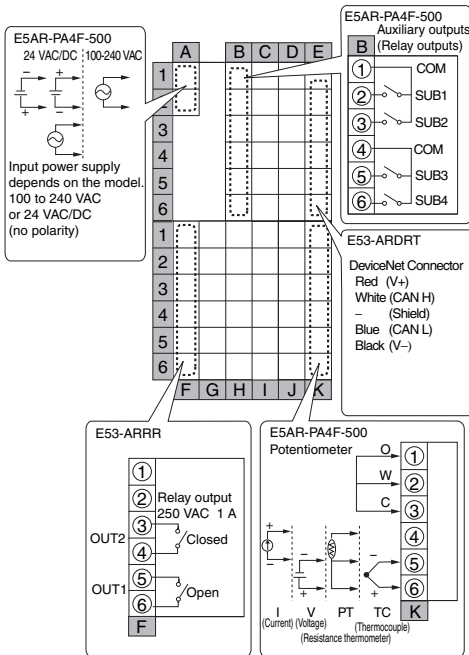 E5AR-PA4F-500
24 VAC/DC 100-240 VAC
Input power supply
depends on the model.
100 to 240 VAC
or 24 VAC/DC
(no polarity)
A B C D E
1
2
3
4
5
6
1
2
3
4
5
6
F G H I J K
E5AR-PA4F-500
Auxiliary outputs
(Relay outputs)
B
1 COM
2 SUB1
3 SUB2
4 COM
5 SUB3
6 SUB4
E53-ARDRT
DeviceNet Connector
Red (V+)
White (CAN H)
– (Shield)
Blue (CAN L)
Black (V–)
E53-ARRR
1
2
Relay output
250 VAC 1 A
3
OUT2 Closed
4
5
OUT1 Open
6
F
E5AR-PA4F-500
Potentiometer
O 1
W 2
C 3
4
5
6
+ – – + – +
I V PT TC K
(Current) (Voltage) (Thermocouple)
(Resistance thermometer)